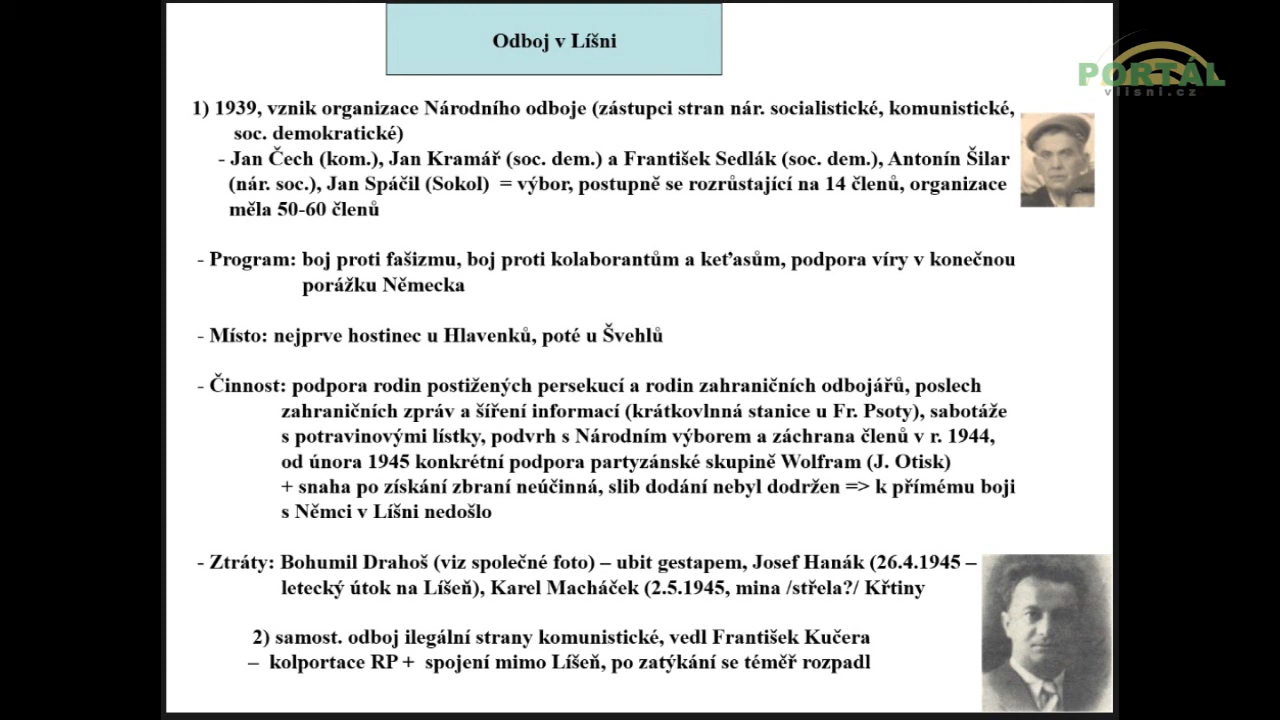 Odboj v Líšni
PORTÁL
vlisni.cz
1) 1939, vznik organizace Národního odboje (zástupci stran nár. socialistické, komunistické,
soc. demokratické)
- Jan Čech (kom.), Jan Kramář (soc. dem.) a František Sedlák (soc. dem.), Antonín Šilar
(nár. soc.), Jan Spáčil (Sokol) = výbor, postupně se rozrůstající na 14 členů, organizace
měla 50-60 členů
- Program: boj proti fašizmu, boj proti kolaborantům a keťasům, podpora víry v konečnou
porážku Německa
- Místo: nejprve hostinec u Hlavenků, poté u Švehlů
- Činnost: podpora rodin postižených persekucí a rodin zahraničních odbojářů, poslech
zahraničních zpráv a šíření informací (krátkovlnná stanice u Fr. Psoty), sabotáže
s potravinovými lístky, podvrh s Národním výborem a záchrana členů v r. 1944,
od února 1945 konkrétní podpora partyzánské skupině Wolfram (J. Otisk)
+ snaha po získání zbraní neúčinná, slib dodání nebyl dodržen => k přímému boji
s Němci v Líšni nedošlo
- Ztráty: Bohumil Drahoš (viz společné foto) – ubit gestapem, Josef Hanák (26.4.1945 –
letecký útok na Líšeň), Karel Macháček (2.5.1945, mina /střela?/ Křtiny
2) samost. odboj ilegální strany komunistické, vedl František Kučera
– kolportace RP + spojení mimo Líšeň, po zatýkání se téměř rozpadl